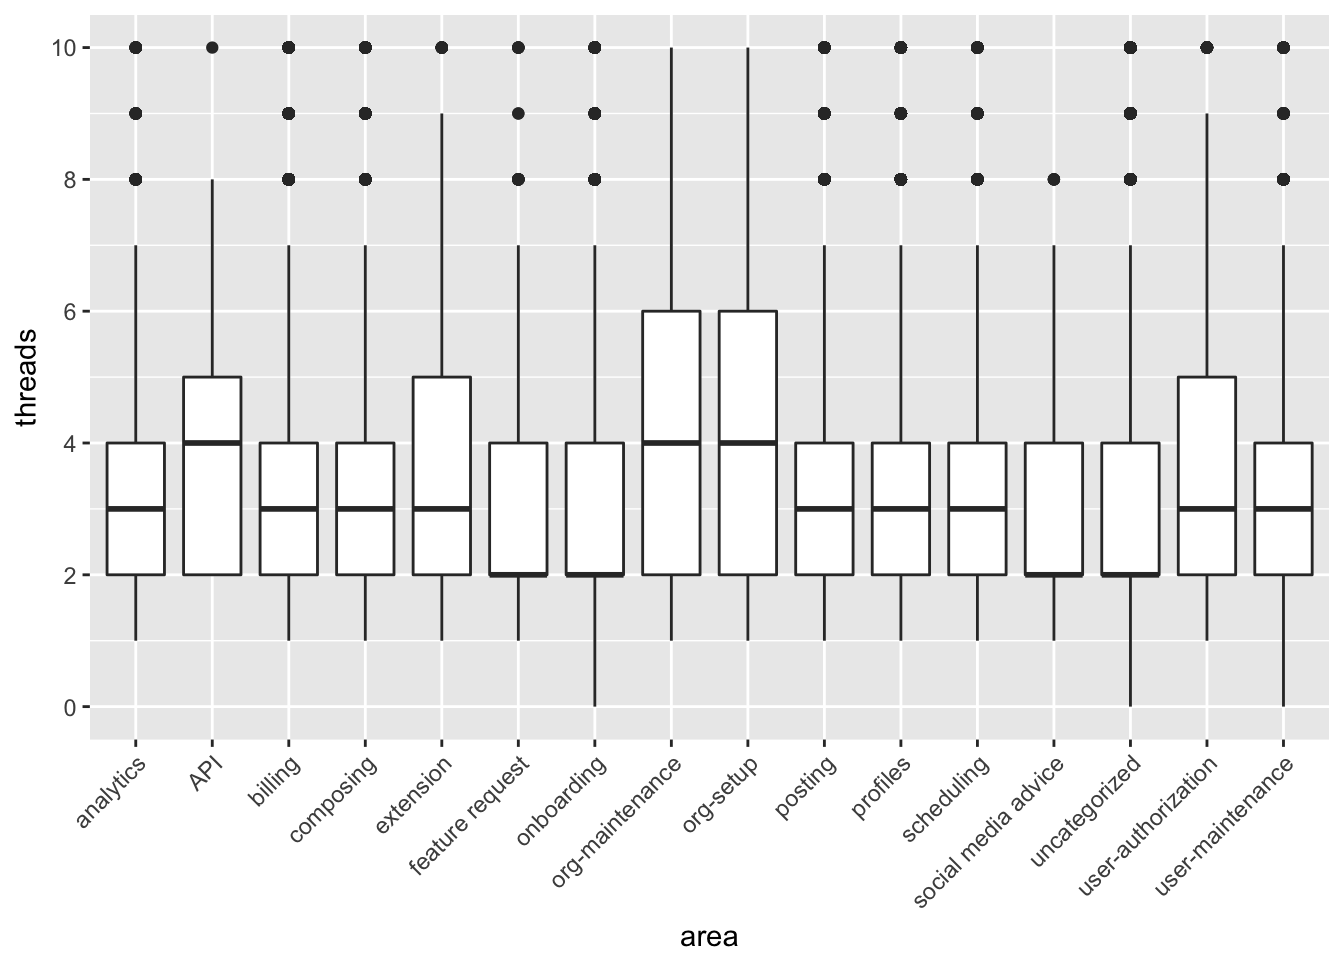 10
8
6
4
2
0
threads
analytics
API
billing
composing
extension
feature request
onboarding
org-maintenance
org-setup
posting
profiles
scheduling
social media advice
uncategorized
user-authorization
user-maintenance
area